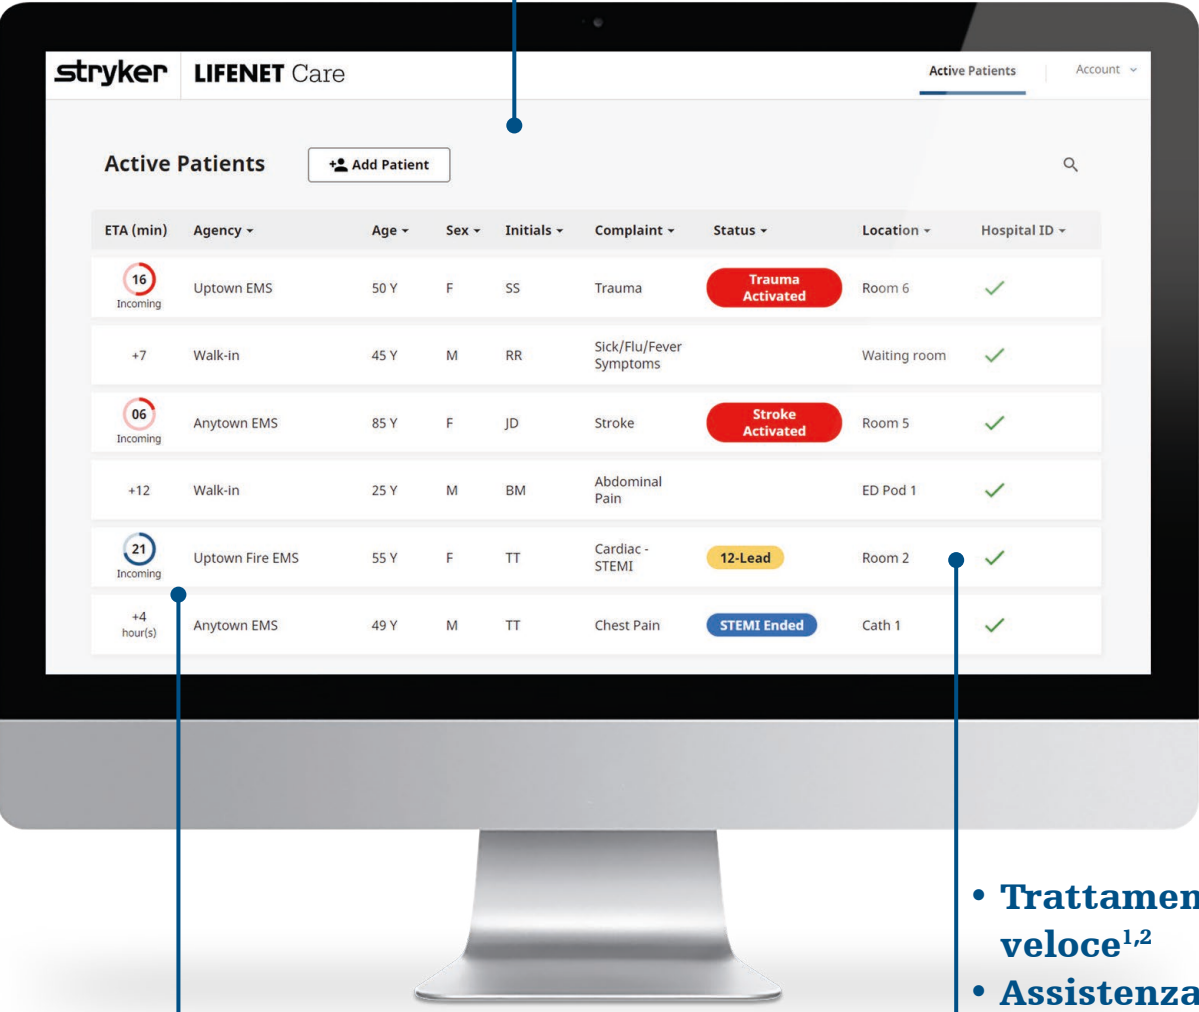 stryker LIFENET Care Active Patients Account
Active Patients Add Patient
ETA (min) Agency Age Sex Initials Complaint Status Location Hospital ID
16 Incoming Uptown EMS 50 Y F SS Trauma Trauma Activated Room 6
+7 Walk-in 45 Y M RR Sick/Flu/Fever Symptoms Waiting room
06 Incoming Anytown EMS 85 Y F JD Stroke Stroke Activated Room 5
+12 Walk-in 25 Y M BM Abdominal Pain ED Pod 1
21 Incoming Uptown Fire EMS 55 Y F TT Cardiac - STEMI 12-Lead Room 2
+4 hour(s) Anytown EMS 49 Y M TT Chest Pain STEMI Ended Cath 1
• Trattamen
veloce1,2
• Assistenza